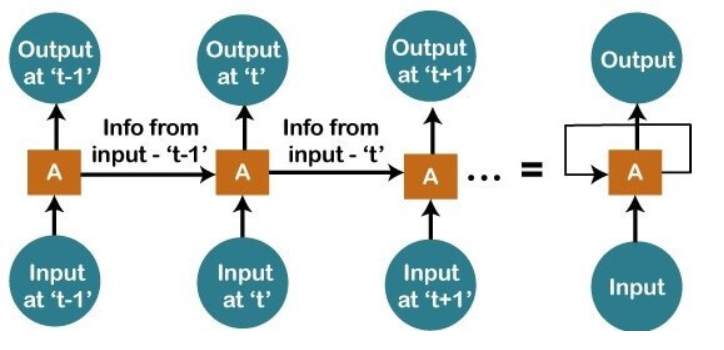 Output
at ‘t-1’
Output
at ‘t’
Output
at ‘t+1’
Output
Info from
input - ‘t-1’
Info from
input - ‘t’
A
A
A
...
=
A
Input
at ‘t-1’
Input
at ‘t’
Input
at ‘t+1’
Input